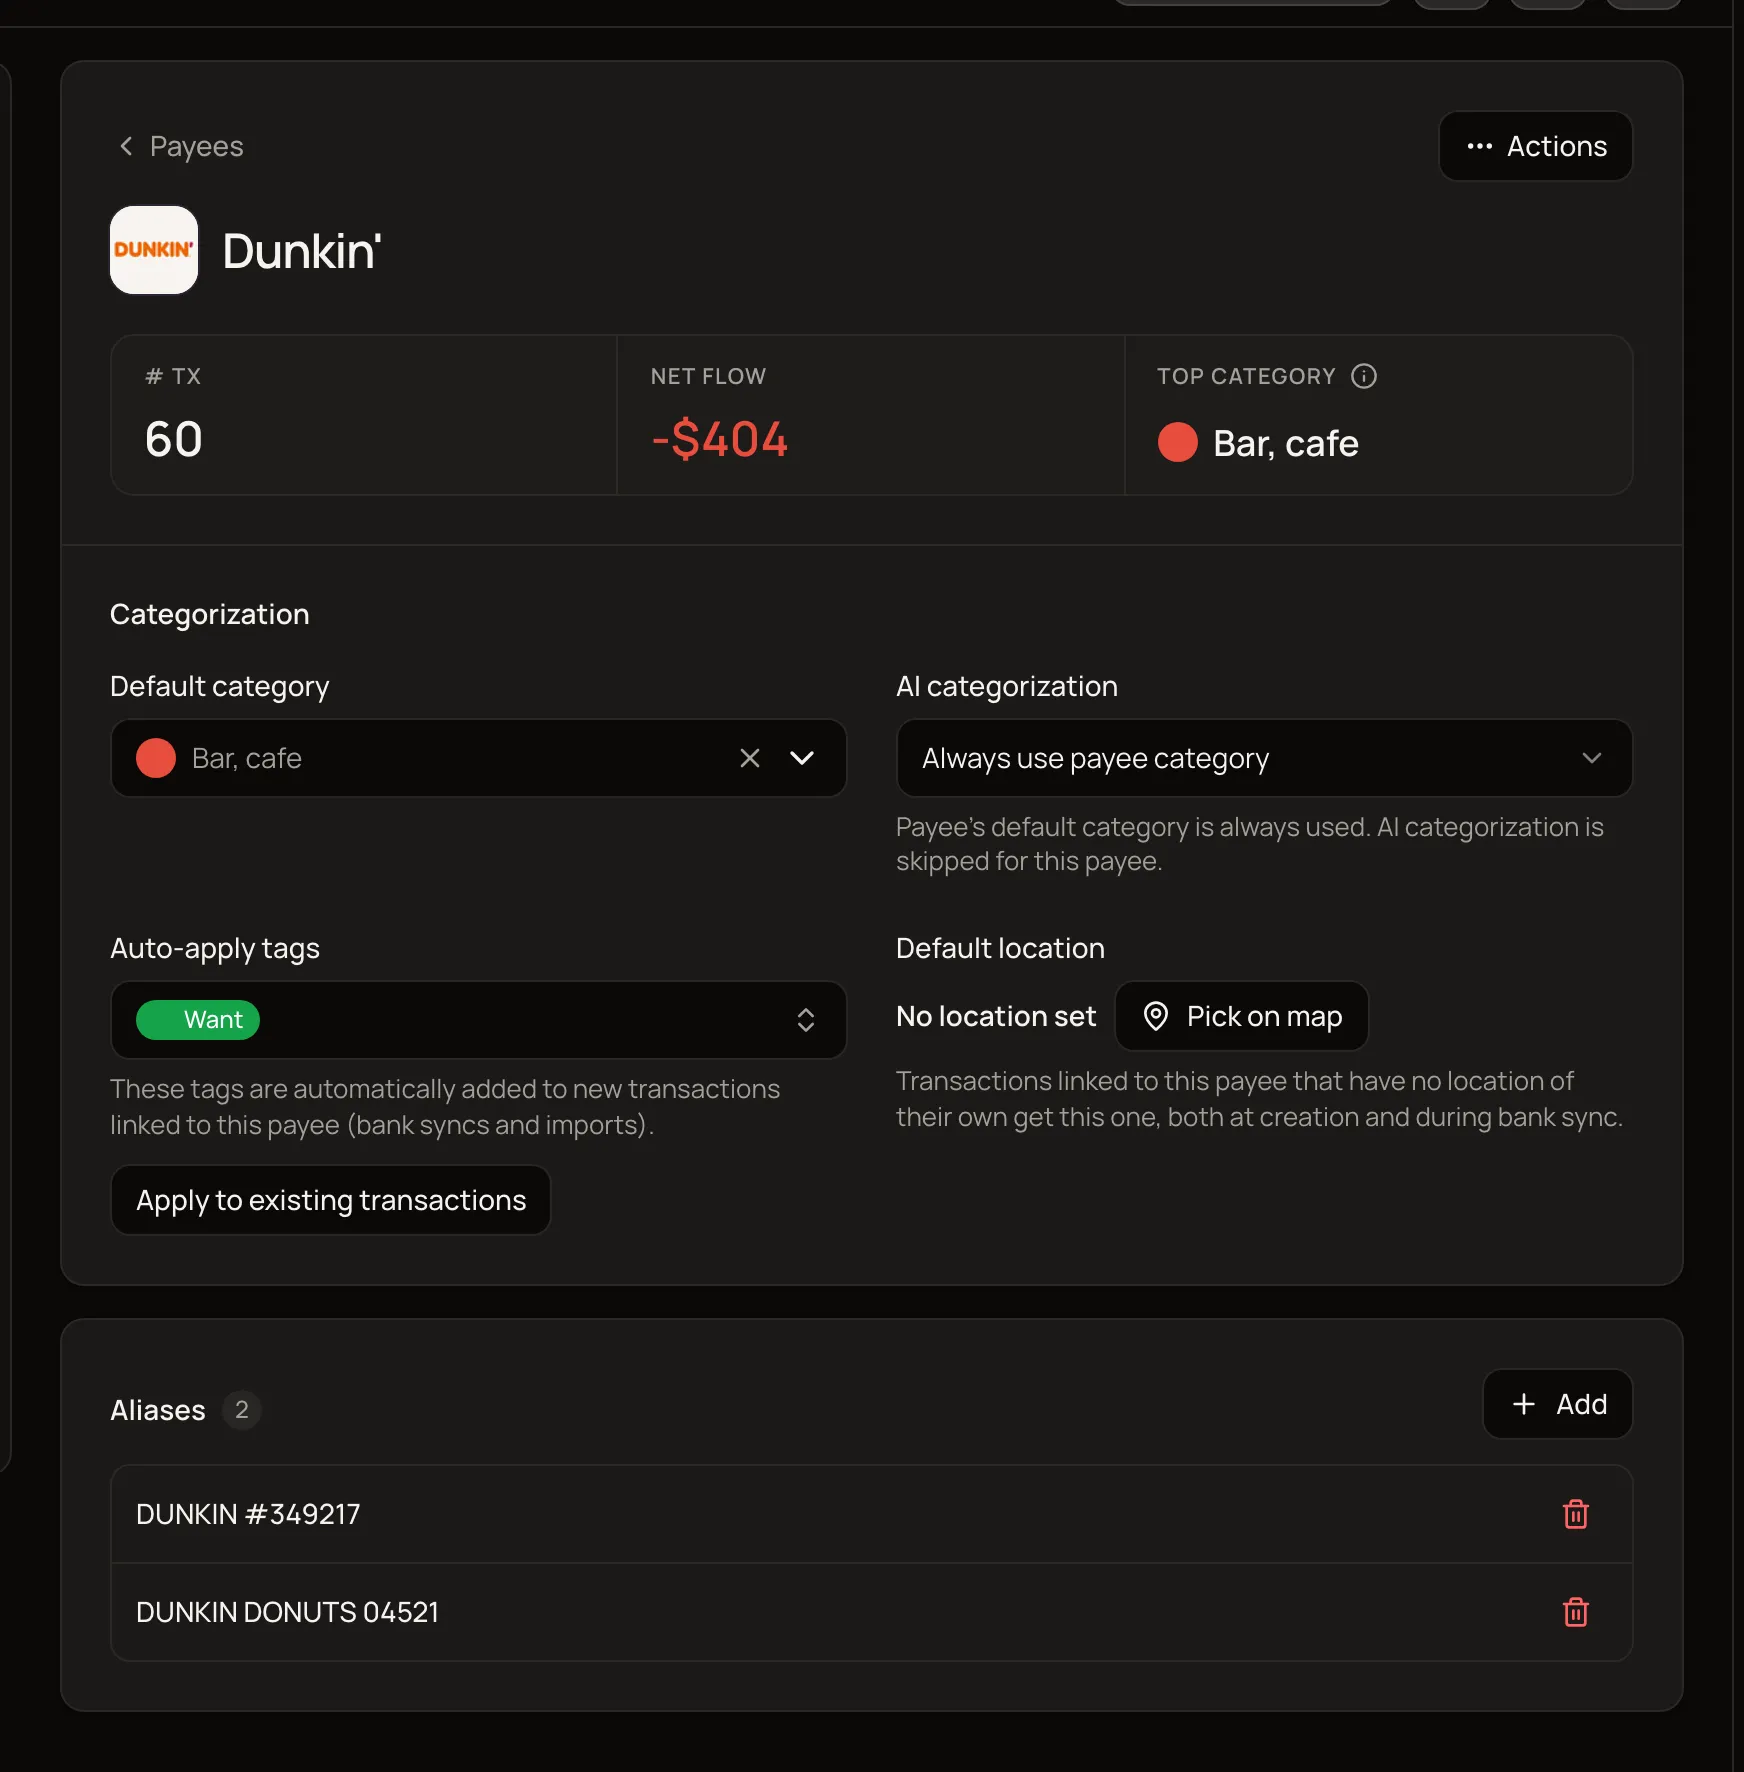 Payees
Actions
DUNKIN'
Dunkin'
# TX
60
NET FLOW
-$404
TOP CATEGORY
Bar, cafe
Categorization
Default category
Bar, cafe
AI categorization
Always use payee category
Payee's default category is always used. AI categorization is
skipped for this payee.
Auto-apply tags
Want
These tags are automatically added to new transactions
linked to this payee (bank syncs and imports).
Apply to existing transactions
Default location
No location set
Pick on map
Transactions linked to this payee that have no location of
their own get this one, both at creation and during bank sync.
Aliases 2
Add
DUNKIN #349217
DUNKIN DONUTS 04521